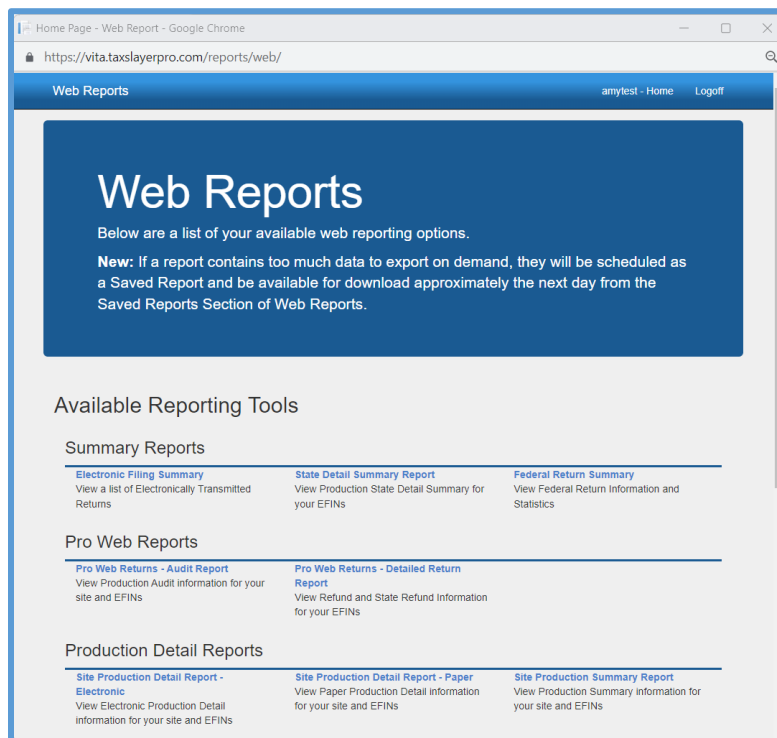 Home Page - Web Report - Google Chrome
https://vita.taxslayerpro.com/reports/web/
Web Reports
amytest - Home
Logoff
Web Reports
Below are a list of your available web reporting options.
New: If a report contains too much data to export on demand, they will be scheduled as
a Saved Report and be available for download approximately the next day from the
Saved Reports Section of Web Reports.
Available Reporting Tools
Summary Reports
Electronic Filing Summary
View a list of Electronically Transmitted
Returns
State Detail Summary Report
View Production State Detail Summary for
your EFINs
Federal Return Summary
View Federal Return Information and
Statistics
Pro Web Reports
Pro Web Returns - Audit Report
View Production Audit information for your
site and EFINs
Pro Web Returns - Detailed Return
Report
View Refund and State Refund Information
for your EFINs
Production Detail Reports
Site Production Detail Report -
Electronic
View Electronic Production Detail
information for your site and EFINs
Site Production Detail Report - Paper
View Paper Production Detail information
for your site and EFINs
Site Production Summary Report
View Production Summary information for
your site and EFINs